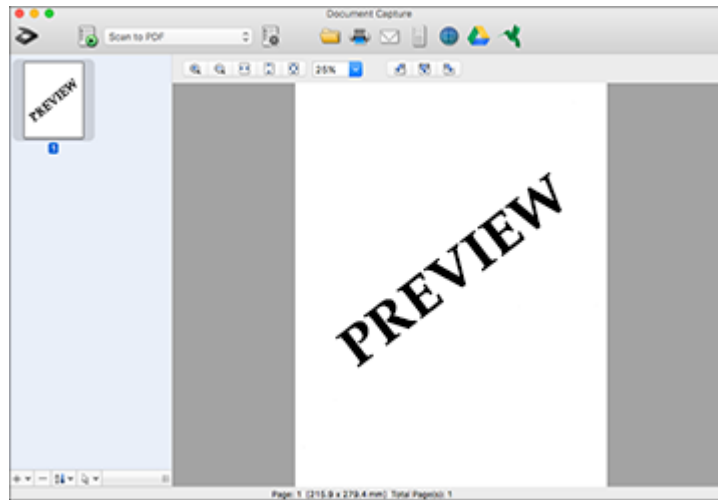 Document Capture
Scan to PDF
25%
PREVIEW
1
PREVIEW
Page: 1 (215.9 x 279.4 mm) Total Page(s): 1